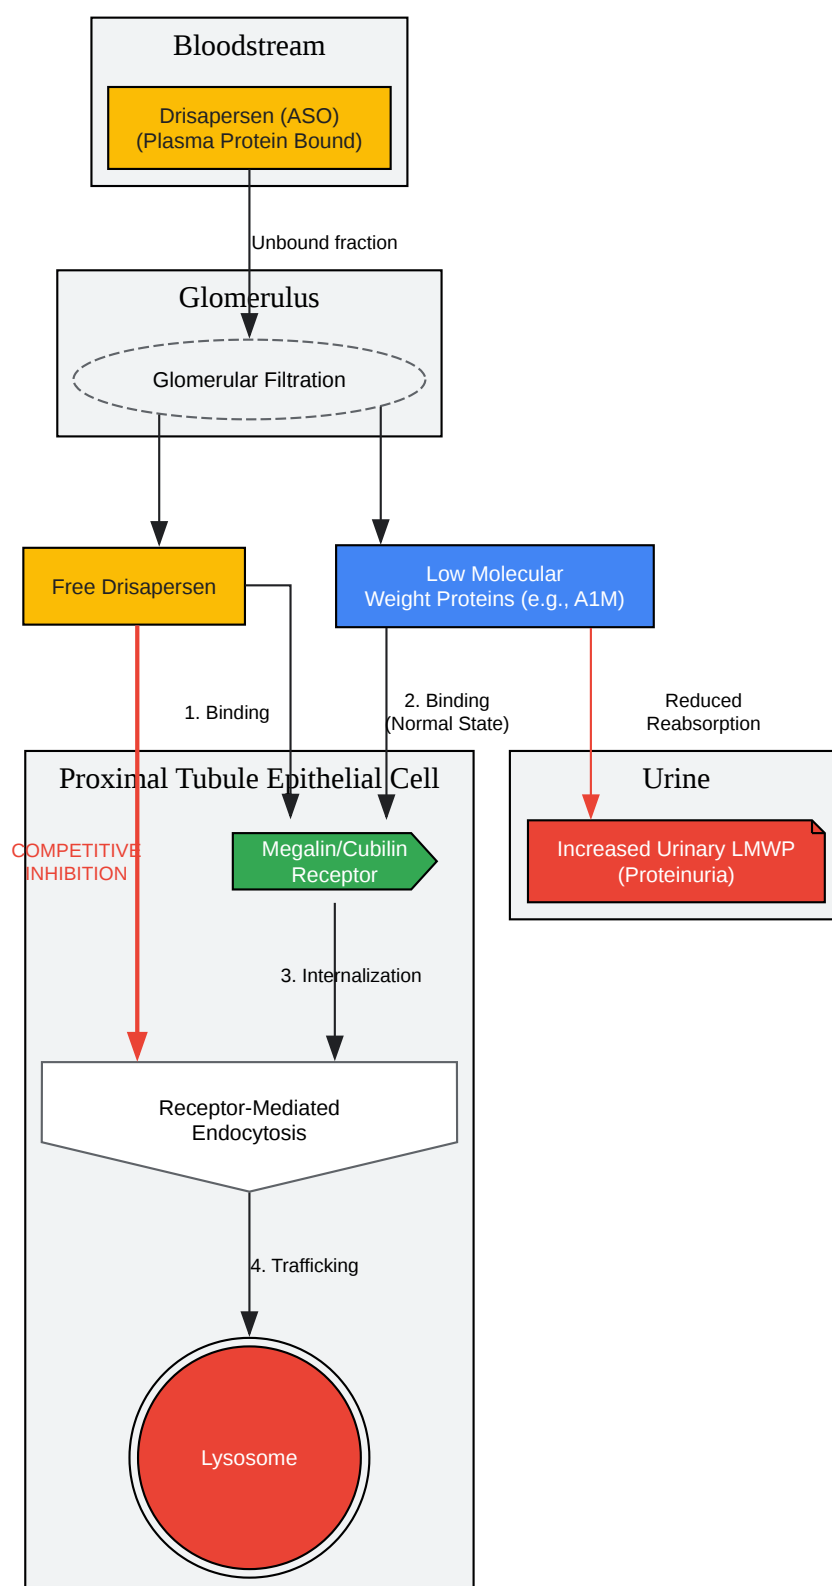 Bloodstream
Drisapersen (ASO)
(Plasma Protein Bound)
Unbound fraction
Glomerulus
Glomerular Filtration
Free Drisapersen
Low Molecular
Weight Proteins (e.g., A1M)
1. Binding
2. Binding
(Normal State)
Reduced
Reabsorption
Proximal Tubule Epithelial Cell
Urine
COMPETITIVE
INHIBITION
Megalin/Cubilin
Receptor
Increased Urinary LMWP
(Proteinuria)
3. Internalization
Receptor-Mediated
Endocytosis
4. Trafficking
Lysosome